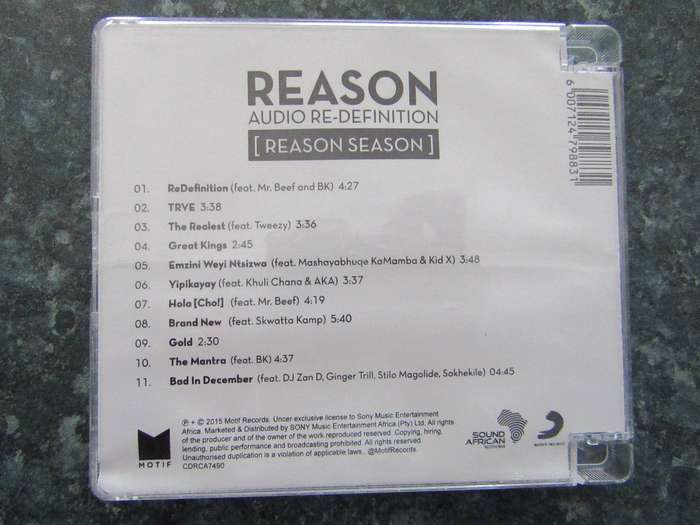 REASON
AUDIO RE-DEFINITION
[ REASON SEASON ]
6 007124 798831
01. ReDefinition (feat. Mr. Beef and BK) 4:27
02. TRVE 3:38
03. The Realest (feat. Tweezy) 3:36
04. Great Kings 2:45
05. Emzini Weyi Ntsizwa (feat. Mashayabhuqe KaMamba & Kid X) 3:48
06. Yipikayay (feat. Khuli Chana & AKA) 3:37
07. Hola [Cho!] (feat. Mr. Beef) 4:19
08. Brand New (feat. Skwatta Kamp) 5:40
09. Gold 2:30
10. The Mantra (feat. BK) 4:37
11. Bad In December (feat. DJ Zan D, Ginger Trill, Stilo Magolide, Sakhekile) 04:45
MOTIF
℗ + © 2015 Motif Records. Uncer exclusive license to Sony Music Entertainment
Africa. Marketed & Distributed by SONY Music Entertainment Africa (Pty) Ltd. All rights
of the producer and of the owner of the work reproduced reserved. Copying, hiring,
lending, public performance and broadcasting prohibited. All rights reserved.
Unauthorised duplication is a violation of applicable laws.. @MotifRecords.
CDRCA7490
SOUND
AFRICAN